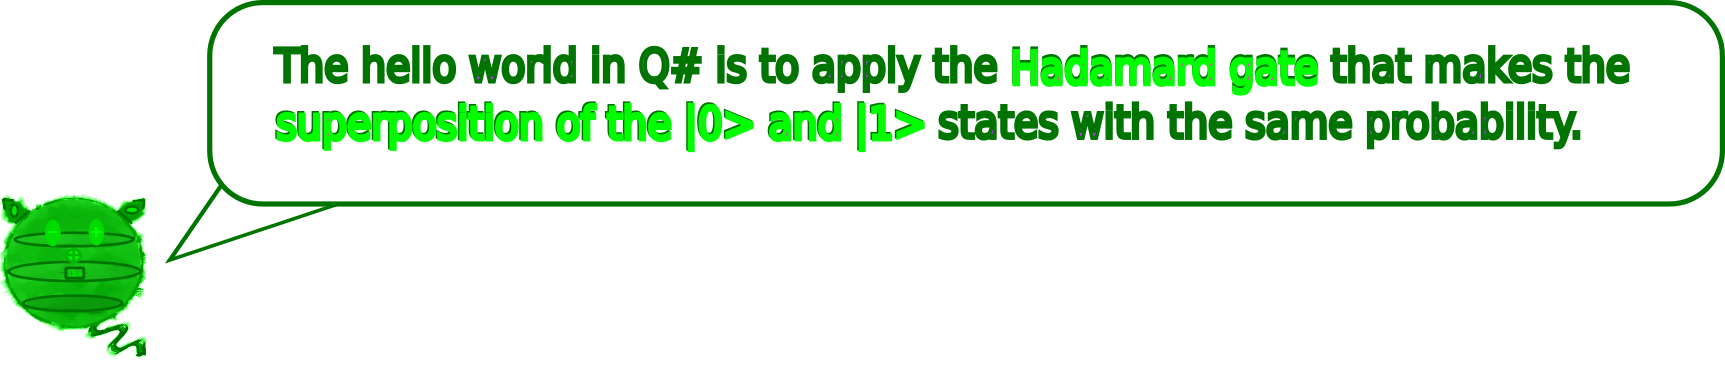 The hello world in Q# is to apply the Hadamard gate that makes the
superposition of the |0> and |1> states with the same probability.